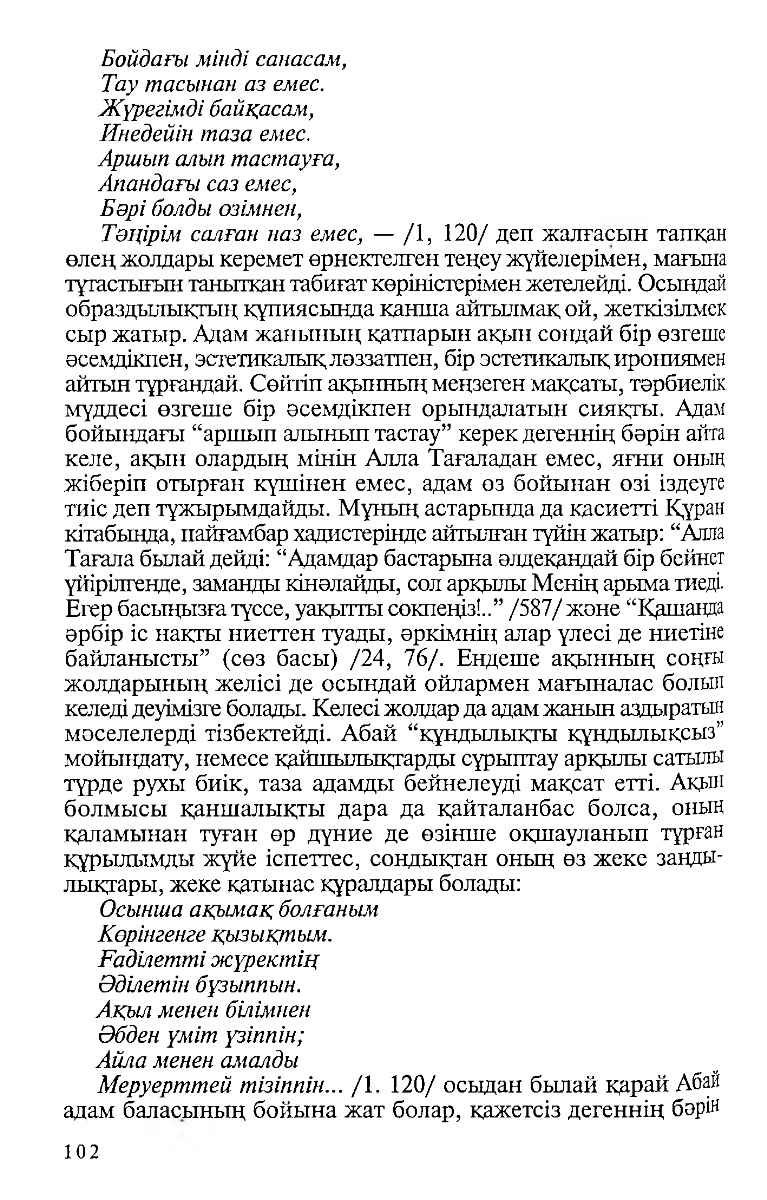 Бойдағы мінді санасам,
Тау тасынан аз емес.
Жүрегімді байқасам,
Инедейін таза емес.
Аршып алып тастауға,
Апандағы саз емес,
Бәрі болды өзімнен,
Тәңірім салған наз емес, — /1, 120/ деп жалғасын тапқан
өлең жолдары керемет өрнектелген теңеу жүйелерімен, мағына
тұтастығын танытқан табиғат көріністерімен жетелейді. Осындай
образдылықтың құпиясында қанша айтылмақ ой, жеткізілмек
сыр жатыр. Адам жанының қатпарын ақын сондай бір өзгеше
әсемдікпен, эстетикалық ләззатпен, бір эстетикалық ирониямен
айтып тұрғандай. Сөйтіп ақынның меңзеген мақсаты, тәрбиелік
мүддесі өзгеше бір әсемдікпен орындалатын сияқты. Адам
бойындағы “аршып алынып тастау” керек дегеннің бәрін айта
келе, ақын олардың мінін Алла Тағаладан емес, яғни оның
жіберіп отырған күшінен емес, адам өз бойынан өзі іздеуге
тиіс деп тұжырымдайды. Мұның астарында да қасиетті Құран
кітабында, пайғамбар хадистерінде айтылған түйін жатыр: “Алла
Тағала былай дейді: “Адамдар бастарына әлдеқандай бір бейнет
үйірілгенде, заманды кінәлайды, сол арқылы Менің арыма тиеді.
Егер басыңызға түссе, уақытты сөкпеңіз!..” /587/ және “Қашанда
әрбір іс нақты ниеттен туады, әркімнің алар үлесі де ниетіне
байланысты” (сөз басы) /24, 76/. Ендеше ақынның соңғы
жолдарының желісі де осындай ойлармен мағыналас болып
келеді деуімізге болады. Келесі жолдар да адам жанын аздыратын
мәселелерді тізбектейді. Абай “құндылықты құндылықсыз”
мойындату, немесе қайшылықтарды сұрыптау арқылы сатылы
түрде рухы биік, таза адамды бейнелеуді мақсат етті. Ақын
болмысы қаншалықты дара да қайталанбас болса, оның
қаламынан туған әр дүние де өзінше оқшауланып тұрған
құрылымды жүйе іспеттес, сондықтан оның өз жеке заңды-
лықтары, жеке қатынас құралдары болады:
Осынша ақымақ болғаным
Көрінгенге қызықтым.
Ғаділетті жүректің
Әділетін бұзыппын.
Ақыл менен білімнен
Әбден үміт үзіппін;
Айла менен амалды
Меруерттей тізіппін... /1. 120/ осыдан былай қарай Абай
адам баласының бойына жат болар, қажетсіз дегеннің бәрін
102